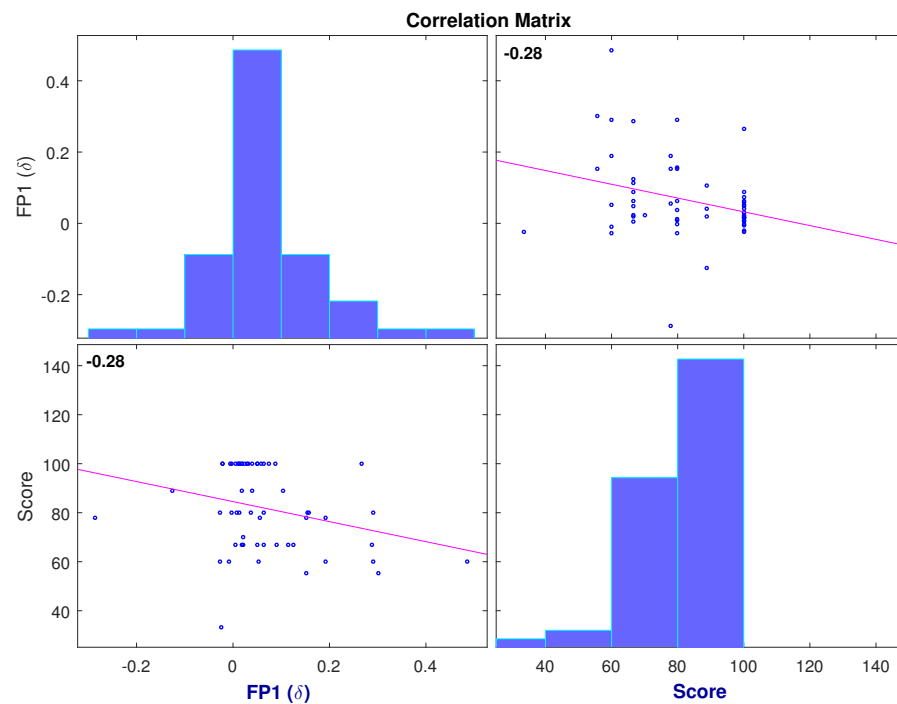 Correlation Matrix
FP1 (δ)
0.4
0.2
0
-0.2
-0.28
-0.28
Score
140
120
100
80
60
40
-0.2 0 0.2 0.4
40 60 80 100 120 140
FP1 (δ)
Score